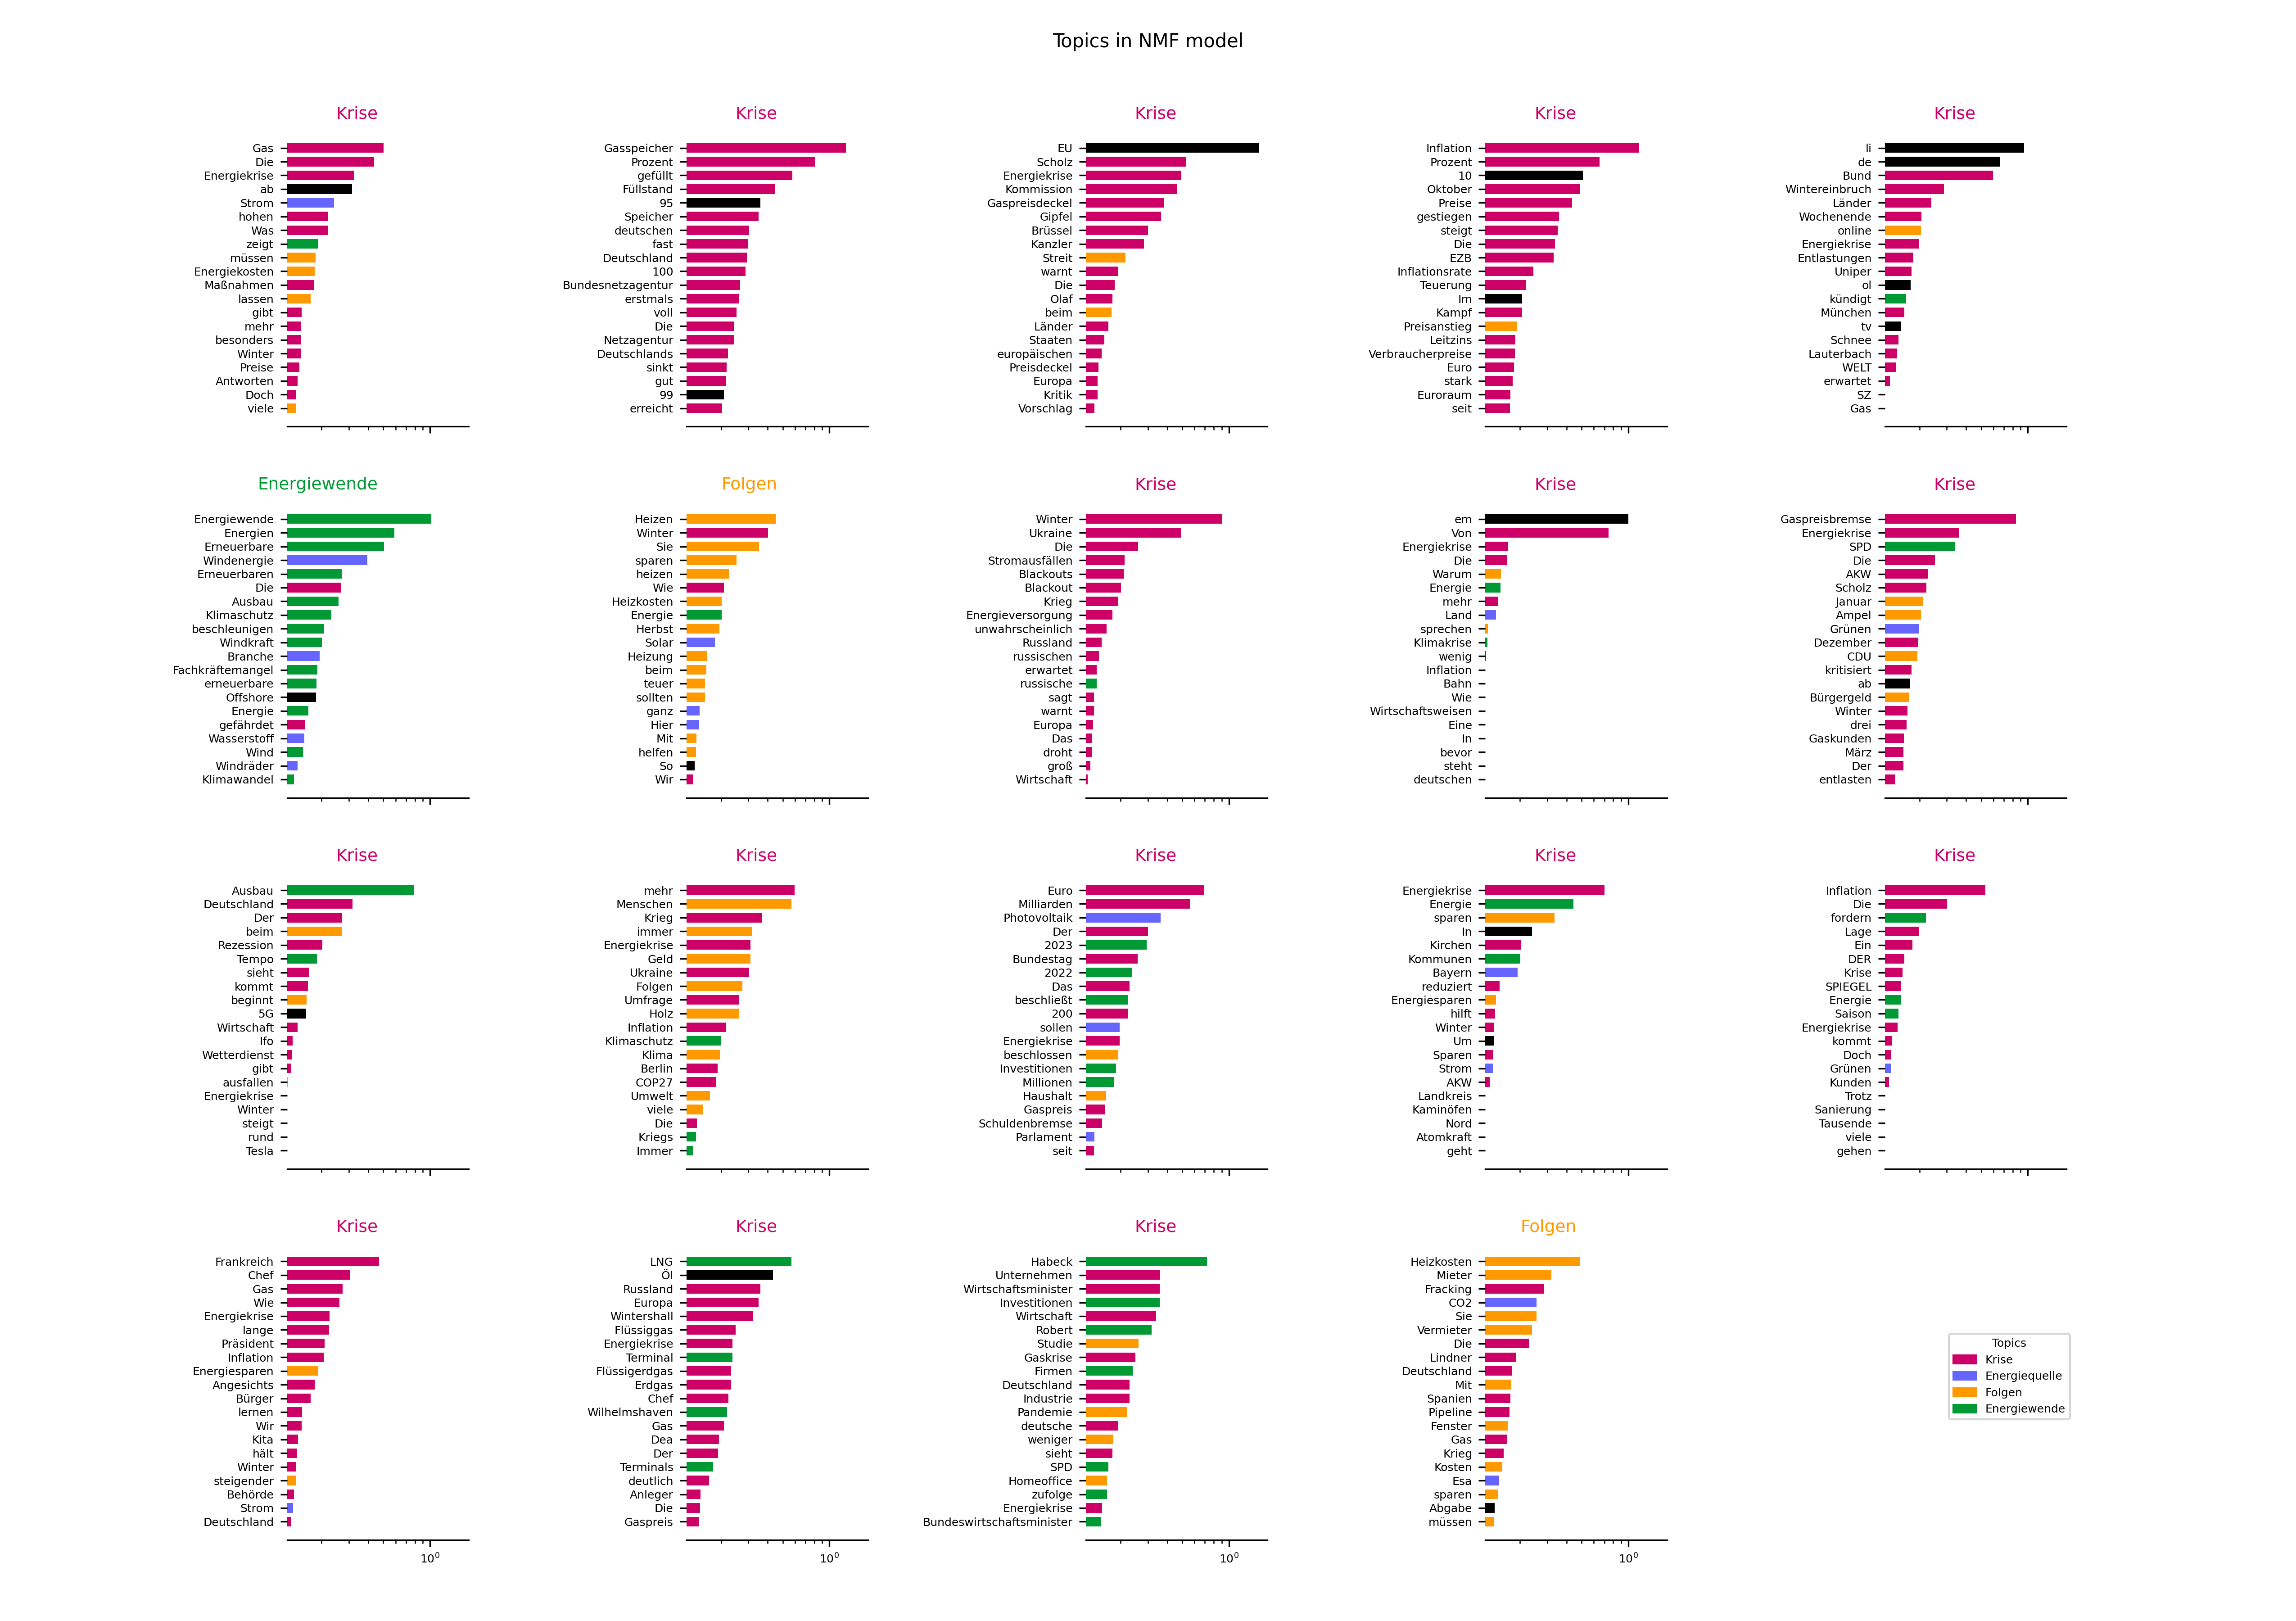 Topics in NMF model
Krise
Gas
Die
Energiekrise
ab
Strom
hohen
Was
zeigt
müssen
Energiekosten
Maßnahmen
lassen
gibt
mehr
besonders
Winter
Preise
Antworten
Doch
viele
Krise
Gasspeicher
Prozent
gefüllt
Füllstand
95
Speicher
deutschen
fast
Deutschland
100
Bundesnetzagentur
erstmals
voll
Die
Netzagentur
Deutschlands
sinkt
gut
99
erreicht
Krise
EU
Scholz
Energiekrise
Kommission
Gaspreisdeckel
Gipfel
Brüssel
Kanzler
Streit
warnt
Die
Olaf
beim
Länder
Staaten
europäischen
Preisdeckel
Europa
Kritik
Vorschlag
Krise
Inflation
Prozent
10
Oktober
Preise
gestiegen
steigt
Die
EZB
Inflationsrate
Teuerung
Im
Kampf
Preisanstieg
Leitzins
Verbraucherpreise
Euro
stark
Euroraum
seit
Krise
li
de
Bund
Wintereinbruch
Länder
Wochenende
online
Energiekrise
Entlastungen
Uniper
ol
kündigt
München
tv
Schnee
Lauterbach
WELT
erwartet
SZ
Gas
Energiewende
Energiewende
Energien
Erneuerbare
Windenergie
Erneuerbaren
Die
Ausbau
Klimaschutz
beschleunigen
Windkraft
Branche
Fachkräftemangel
erneuerbare
Offshore
Energie
gefährdet
Wasserstoff
Wind
Windräder
Klimawandel
Folgen
Heizen
Winter
Sie
sparen
heizen
Wie
Heizkosten
Energie
Herbst
Solar
Heizung
beim
teuer
sollten
ganz
Hier
Mit
helfen
So
Wir
Krise
Winter
Ukraine
Die
Stromausfällen
Blackouts
Blackout
Krieg
Energieversorgung
unwahrscheinlich
Russland
russischen
erwartet
russische
sagt
warnt
Europa
Das
droht
groß
Wirtschaft
Krise
em
Von
Energiekrise
Die
Warum
Energie
mehr
Land
sprechen
Klimakrise
wenig
Inflation
Bahn
Wie
Wirtschaftsweisen
Eine
In
bevor
steht
deutschen
Krise
Gaspreisbremse
Energiekrise
SPD
Die
AKW
Scholz
Januar
Ampel
Grünen
Dezember
CDU
kritisiert
ab
Bürgergeld
Winter
drei
Gaskunden
März
Der
entlasten
Krise
Ausbau
Deutschland
Der
beim
Rezession
Tempo
sieht
kommt
beginnt
5G
Wirtschaft
Ifo
Wetterdienst
gibt
ausfallen
Energiekrise
Winter
steigt
rund
Tesla
Krise
mehr
Menschen
Krieg
immer
Energiekrise
Geld
Ukraine
Folgen
Umfrage
Holz
Inflation
Klimaschutz
Klima
Berlin
COP27
Umwelt
viele
Die
Kriegs
Immer
Krise
Euro
Milliarden
Photovoltaik
Der
2023
Bundestag
2022
Das
beschließt
200
sollen
Energiekrise
beschlossen
Investitionen
Millionen
Haushalt
Gaspreis
Schuldenbremse
Parlament
seit
Krise
Energiekrise
Energie
sparen
In
Kirchen
Kommunen
Bayern
reduziert
Energiesparen
hilft
Winter
Um
Sparen
Strom
AKW
Landkreis
Kaminöfen
Nord
Atomkraft
geht
Krise
Inflation
Die
fordern
Lage
Ein
DER
Krise
SPIEGEL
Energie
Saison
Energiekrise
kommt
Doch
Grünen
Kunden
Trotz
Sanierung
Tausende
viele
gehen
Krise
Frankreich
Chef
Gas
Wie
Energiekrise
lange
Präsident
Inflation
Energiesparen
Angesichts
Bürger
lernen
Wir
Kita
hält
Winter
steigender
Behörde
Strom
Deutschland
10⁰
Krise
LNG
Öl
Russland
Europa
Wintershall
Flüssiggas
Energiekrise
Terminal
Flüssigerdgas
Erdgas
Chef
Wilhelmshaven
Gas
Dea
Der
Terminals
deutlich
Anleger
Die
Gaspreis
10⁰
Krise
Habeck
Unternehmen
Wirtschaftsminister
Investitionen
Wirtschaft
Robert
Studie
Gaskrise
Firmen
Deutschland
Industrie
Pandemie
deutsche
weniger
sieht
SPD
Homeoffice
zufolge
Energiekrise
Bundeswirtschaftsminister
10⁰
Folgen
Heizkosten
Mieter
Fracking
CO2
Sie
Vermieter
Die
Lindner
Deutschland
Mit
Spanien
Pipeline
Fenster
Gas
Krieg
Kosten
Esa
sparen
Abgabe
müssen
10⁰
Topics
Krise
Energiequelle
Folgen
Energiewende